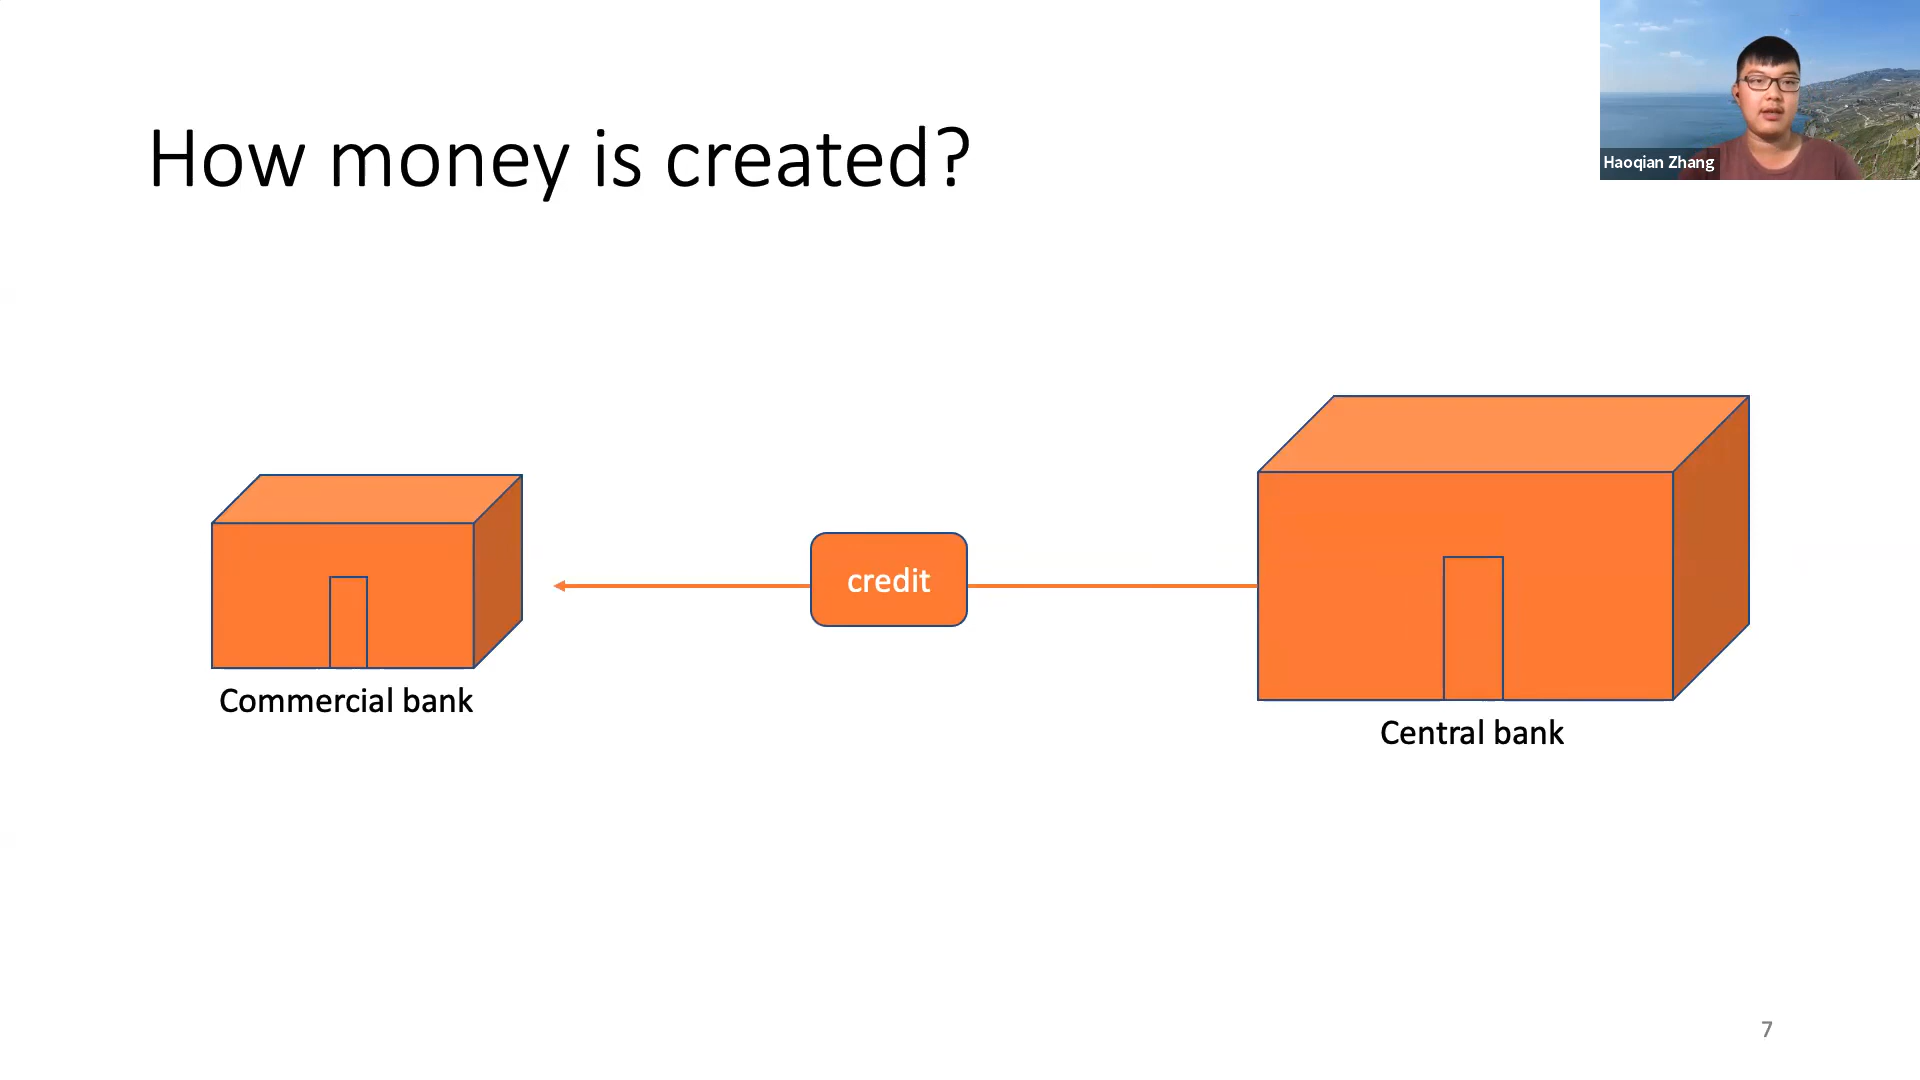 How money is created?
Haoqian Zhang
credit
Commercial bank
Central bank
7